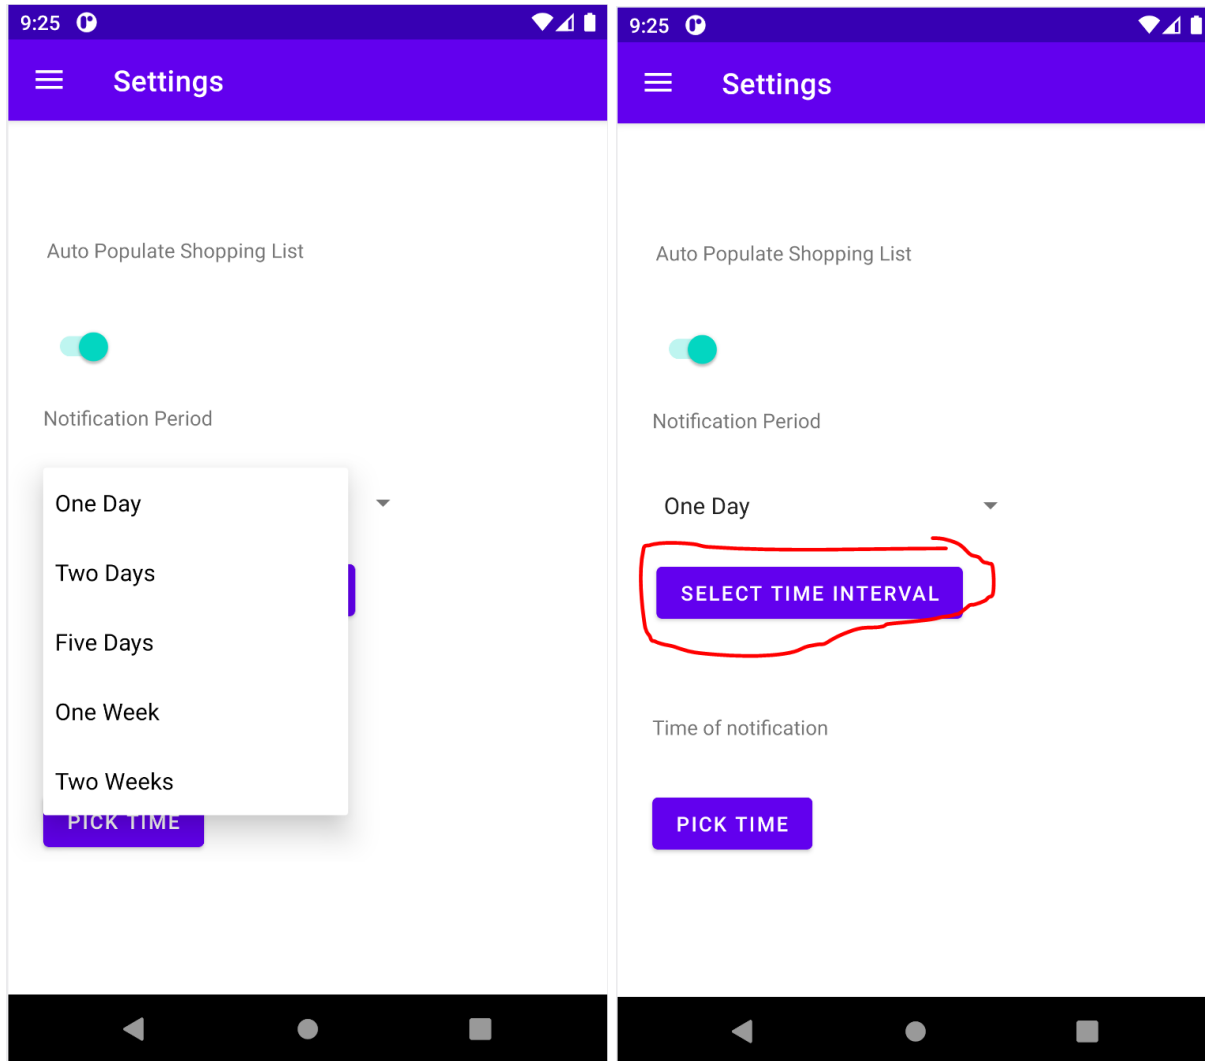 9:25
Settings
Auto Populate Shopping List
Notification Period
One Day
Two Days
Five Days
One Week
Two Weeks
PICK TIME
9:25
Settings
Auto Populate Shopping List
Notification Period
One Day
SELECT TIME INTERVAL
Time of notification
PICK TIME